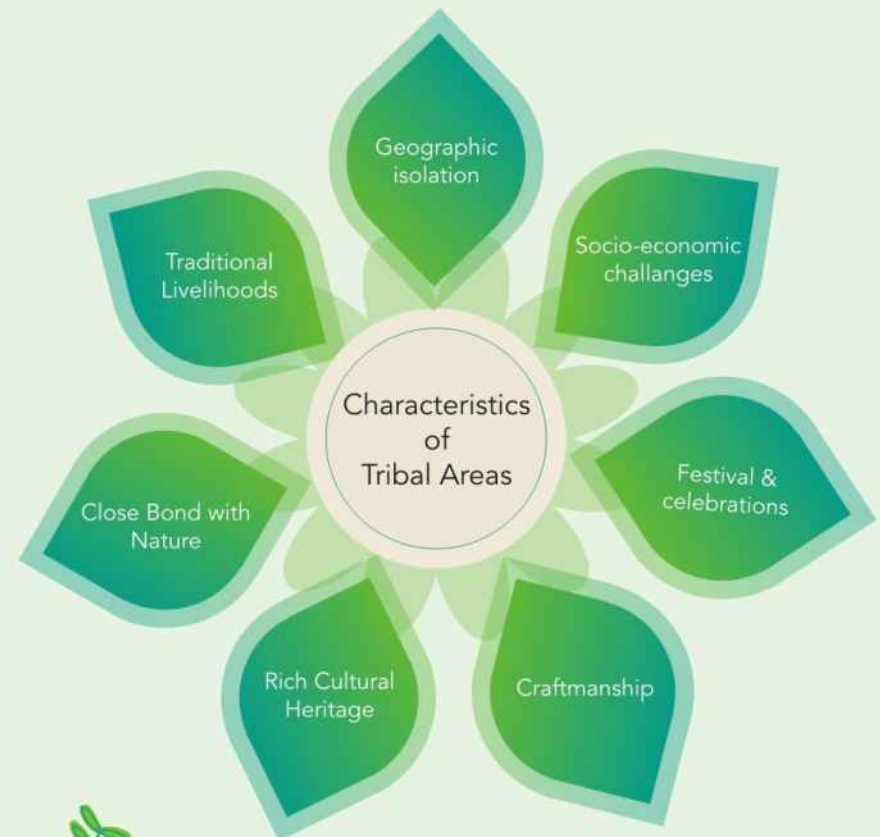 Geographic
isolation
Socio-economic
challanges
Festival &
celebrations
Craftmanship
Rich Cultural
Heritage
Close Bond with
Nature
Traditional
Livelihoods
Characteristics
of
Tribal Areas